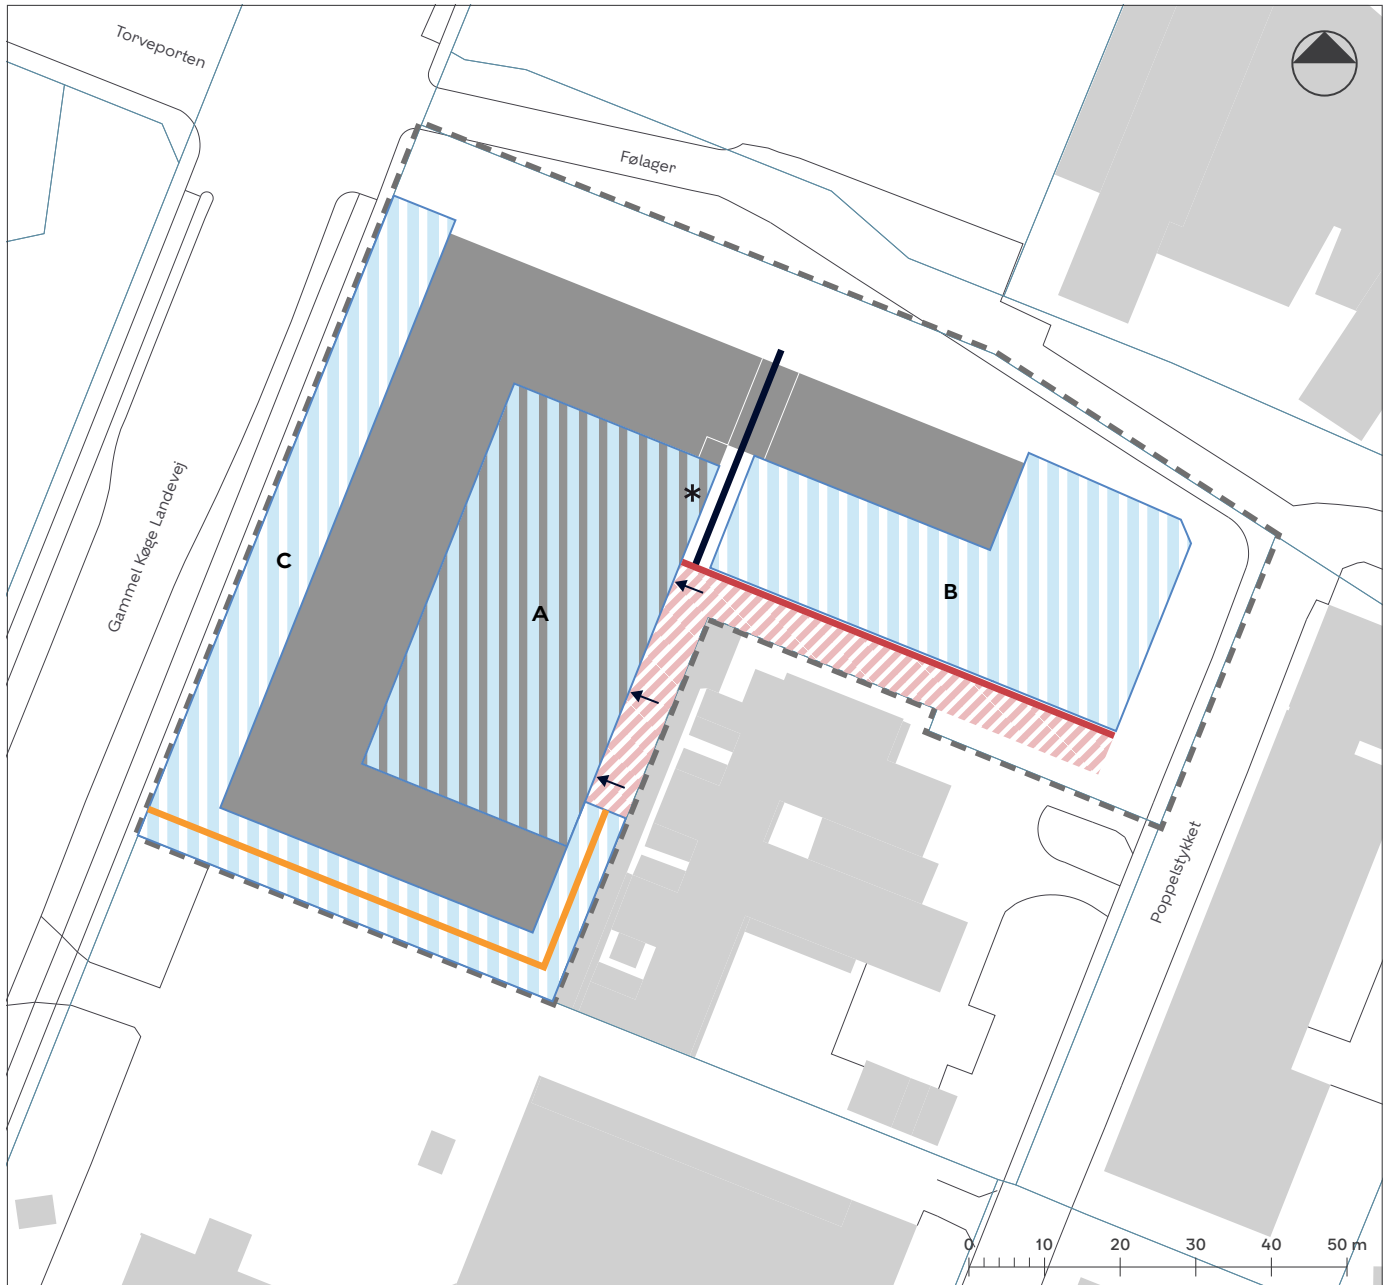 Torveporten
Følager
Gammel Køge Landevej
C
*
A
B
Poppelstykket
0 10 20 30 40 50 m